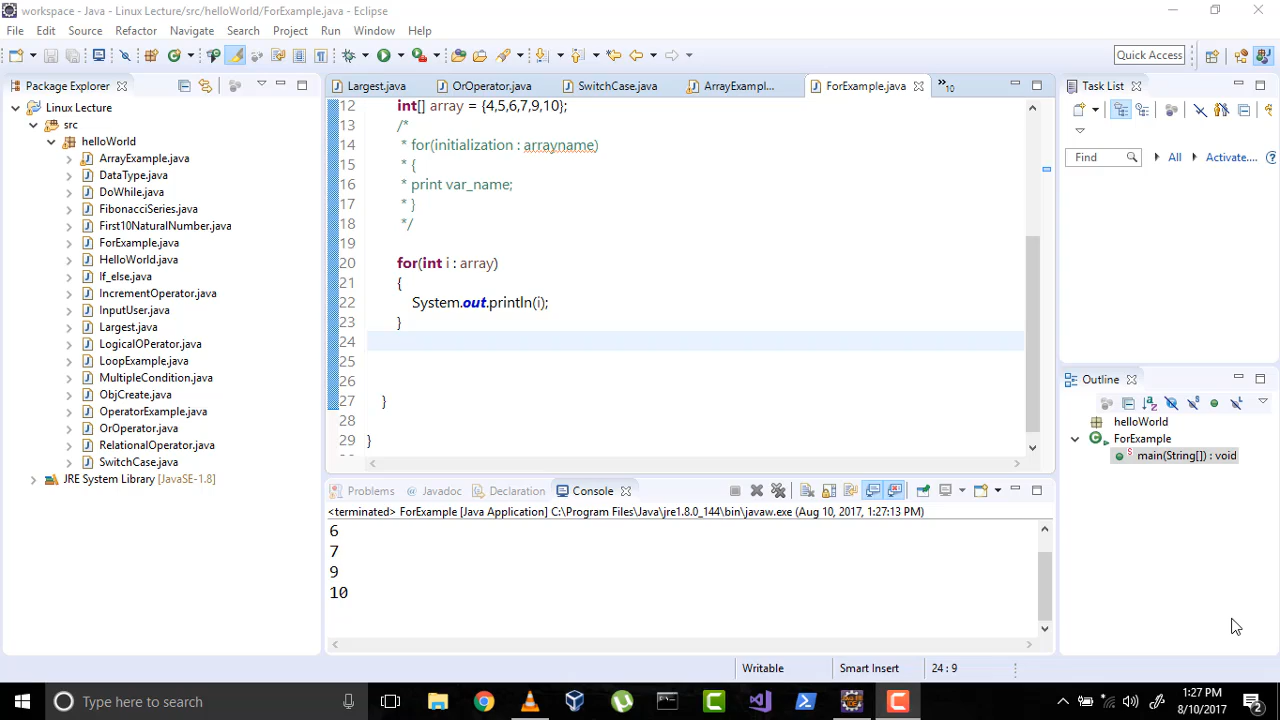 workspace - Java - Linux Lecture/src/helloWorld/ForExample.java - Eclipse
File Edit Source Refactor Navigate Search Project Run Window Help
Quick Access
Package Explorer
Linux Lecture
src
helloWorld
ArrayExample.java
DataType.java
DoWhile.java
FibonacciSeries.java
First10NaturalNumber.java
ForExample.java
HelloWorld.java
If_else.java
IncrementOperator.java
InputUser.java
Largest.java
LogicalOPerator.java
LoopExample.java
MultipleCondition.java
ObjCreate.java
OperatorExample.java
OrOperator.java
RelationalOperator.java
SwitchCase.java
JRE System Library [JavaSE-1.8]
Largest.java OrOperator.java SwitchCase.java ArrayExampl... ForExample.java »10
12 int[] array = {4,5,6,7,9,10};
13 /*
14 * for(initialization : arrayname)
15 * {
16 * print var_name;
17 * }
18 */
19
20 for(int i : array)
21 {
22 System.out.println(i);
23 }
24
25
26
27 }
28
29 }
Problems Javadoc Declaration Console
<terminated> ForExample [Java Application] C:\Program Files\Java\jre1.8.0_144\bin\javaw.exe (Aug 10, 2017, 1:27:13 PM)
6
7
9
10
Task List
Find All Activate...
Outline
helloWorld
ForExample
main(String[]) : void
Writable Smart Insert 24 : 9
Type here to search
1:27 PM
8/10/2017
2